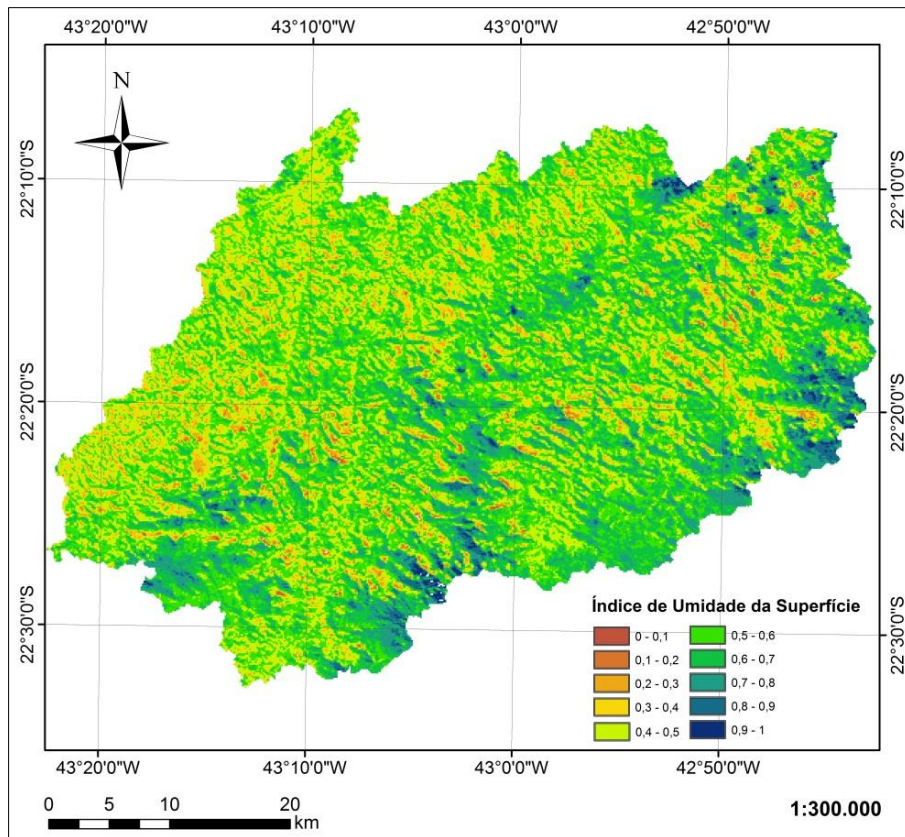 43°20'0"W 43°10'0"W 43°0'0"W 42°50'0"W
N
22°10'0"S 22°10'0"S
22°20'0"S 22°20'0"S
22°30'0"S 22°30'0"S
Índice de Umidade da Superfície
0 - 0,1 0,5 - 0,6
0,1 - 0,2 0,6 - 0,7
0,2 - 0,3 0,7 - 0,8
0,3 - 0,4 0,8 - 0,9
0,4 - 0,5 0,9 - 1
43°20'0"W 43°10'0"W 43°0'0"W 42°50'0"W
0 5 10 20
km
1:300.000